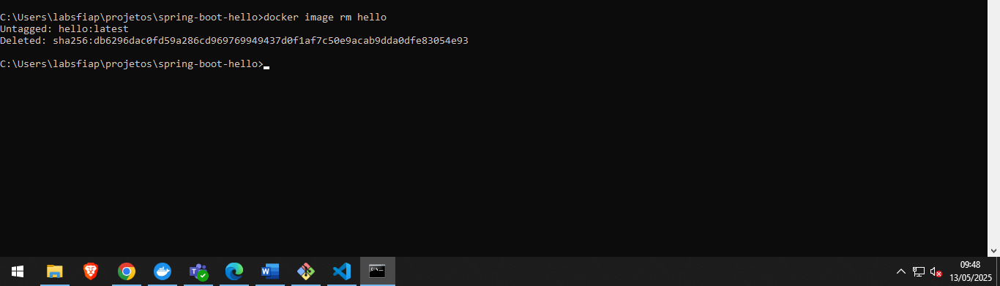 C:\Users\labsfiap\projetos\spring-boot-hello>docker image rm hello
Untagged: hello:latest
Deleted: sha256:db6296dac0fd59a286cd969769949437d0f1af7c50e9acab9dda0dfe83054e93
C:\Users\labsfiap\projetos\spring-boot-hello>
09:48
13/05/2025